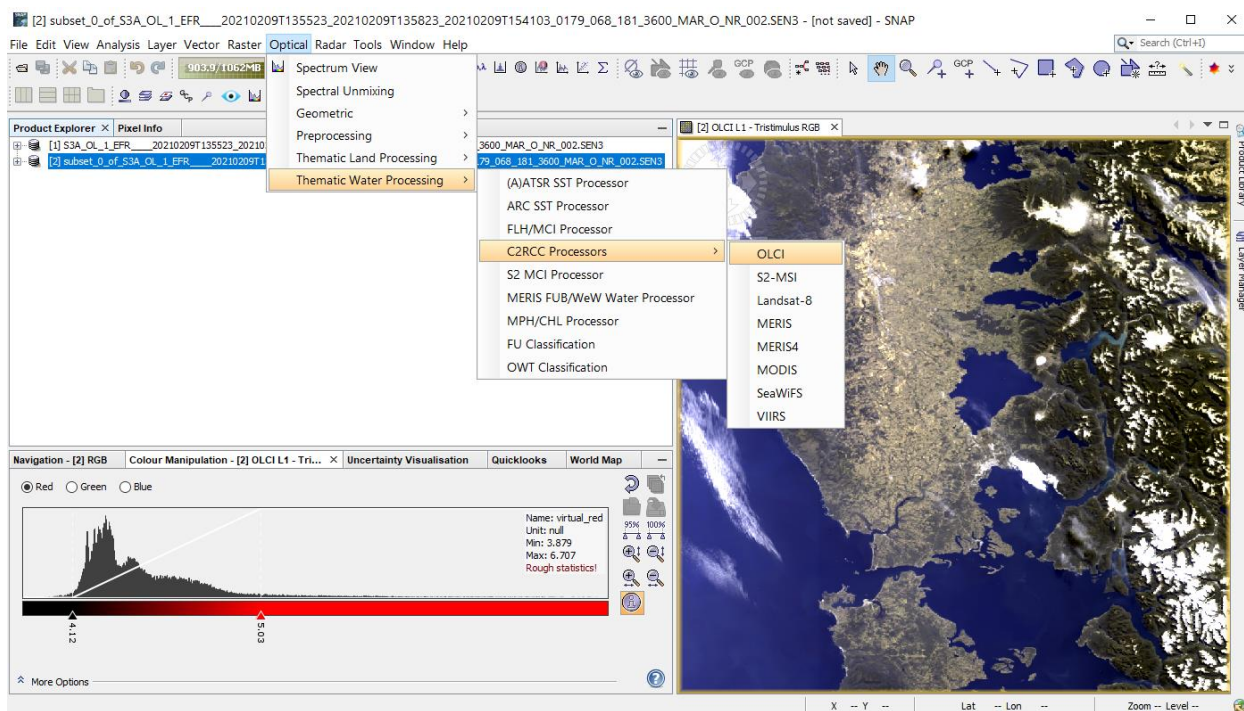 [2] subset_0_of_S3A_OL_1_EFR____20210209T135523_20210209T135823_20210209T154103_0179_068_181_3600_MAR_O_NR_002.SEN3 - [not saved] - SNAP
File Edit View Analysis Layer Vector Raster Optical Radar Tools Window Help
Search (Ctrl+I)
903.9/1062MB
GCP
GCP
Spectrum View
Spectral Unmixing
Geometric
Preprocessing
Thematic Land Processing
Thematic Water Processing
Product Explorer
Pixel Info
[1] S3A_OL_1_EFR____20210209T135523_20210
3600_MAR_O_NR_002.SEN3
[2] subset_0_of_S3A_OL_1_EFR____20210209T1
79_068_181_3600_MAR_O_NR_002.SEN3
(A)ATSR SST Processor
ARC SST Processor
FLH/MCI Processor
C2RCC Processors
S2 MCI Processor
MERIS FUB/WeW Water Processor
MPH/CHL Processor
FU Classification
OWT Classification
OLCI
S2-MSI
Landsat-8
MERIS
MERIS4
MODIS
SeaWiFS
VIIRS
[2] OLCI L1 - Tristimulus RGB
Product Library
Layer Manager
Navigation - [2] RGB
Colour Manipulation - [2] OLCI L1 - Tri...
Uncertainty Visualisation
Quicklooks
World Map
Red Green Blue
Name: virtual_red
Unit: null
Min: 3.879
Max: 6.707
Rough statistics!
95% 100%
4.12
5.03
More Options
X -- Y -- Lat -- Lon -- Zoom -- Level --